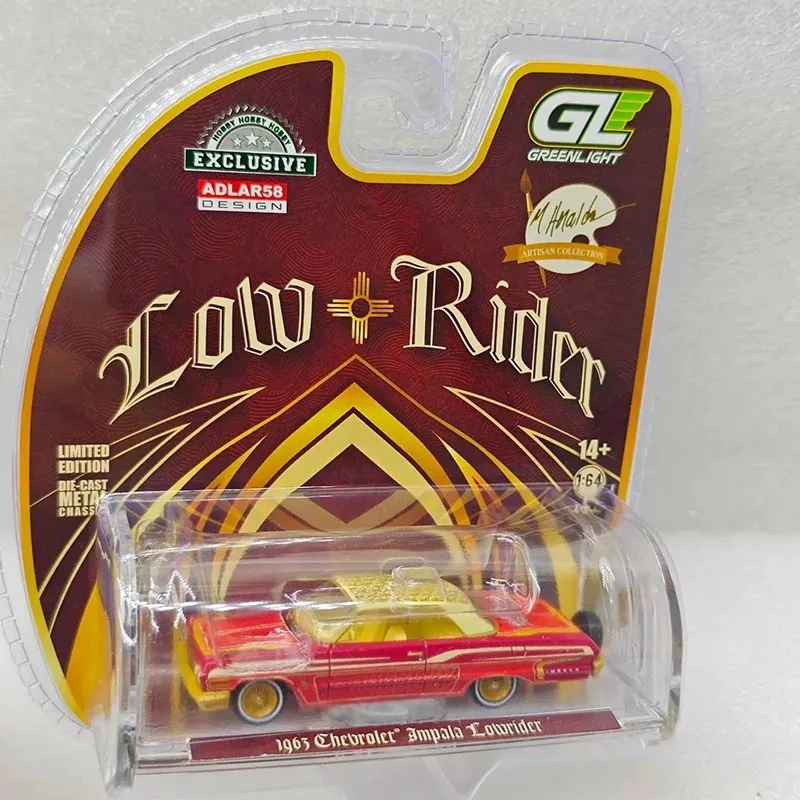 HOBBY HOBBY HOBBY
EXCLUSIVE
ADLAR58
DESIGN
GL
GREENLIGHT
ARTISAN COLLECTION
Low Rider
LIMITED
EDITION
DIE-CAST
METAL
CHASSIS
14+
1:64
1963 Chevrolet Impala Lowrider